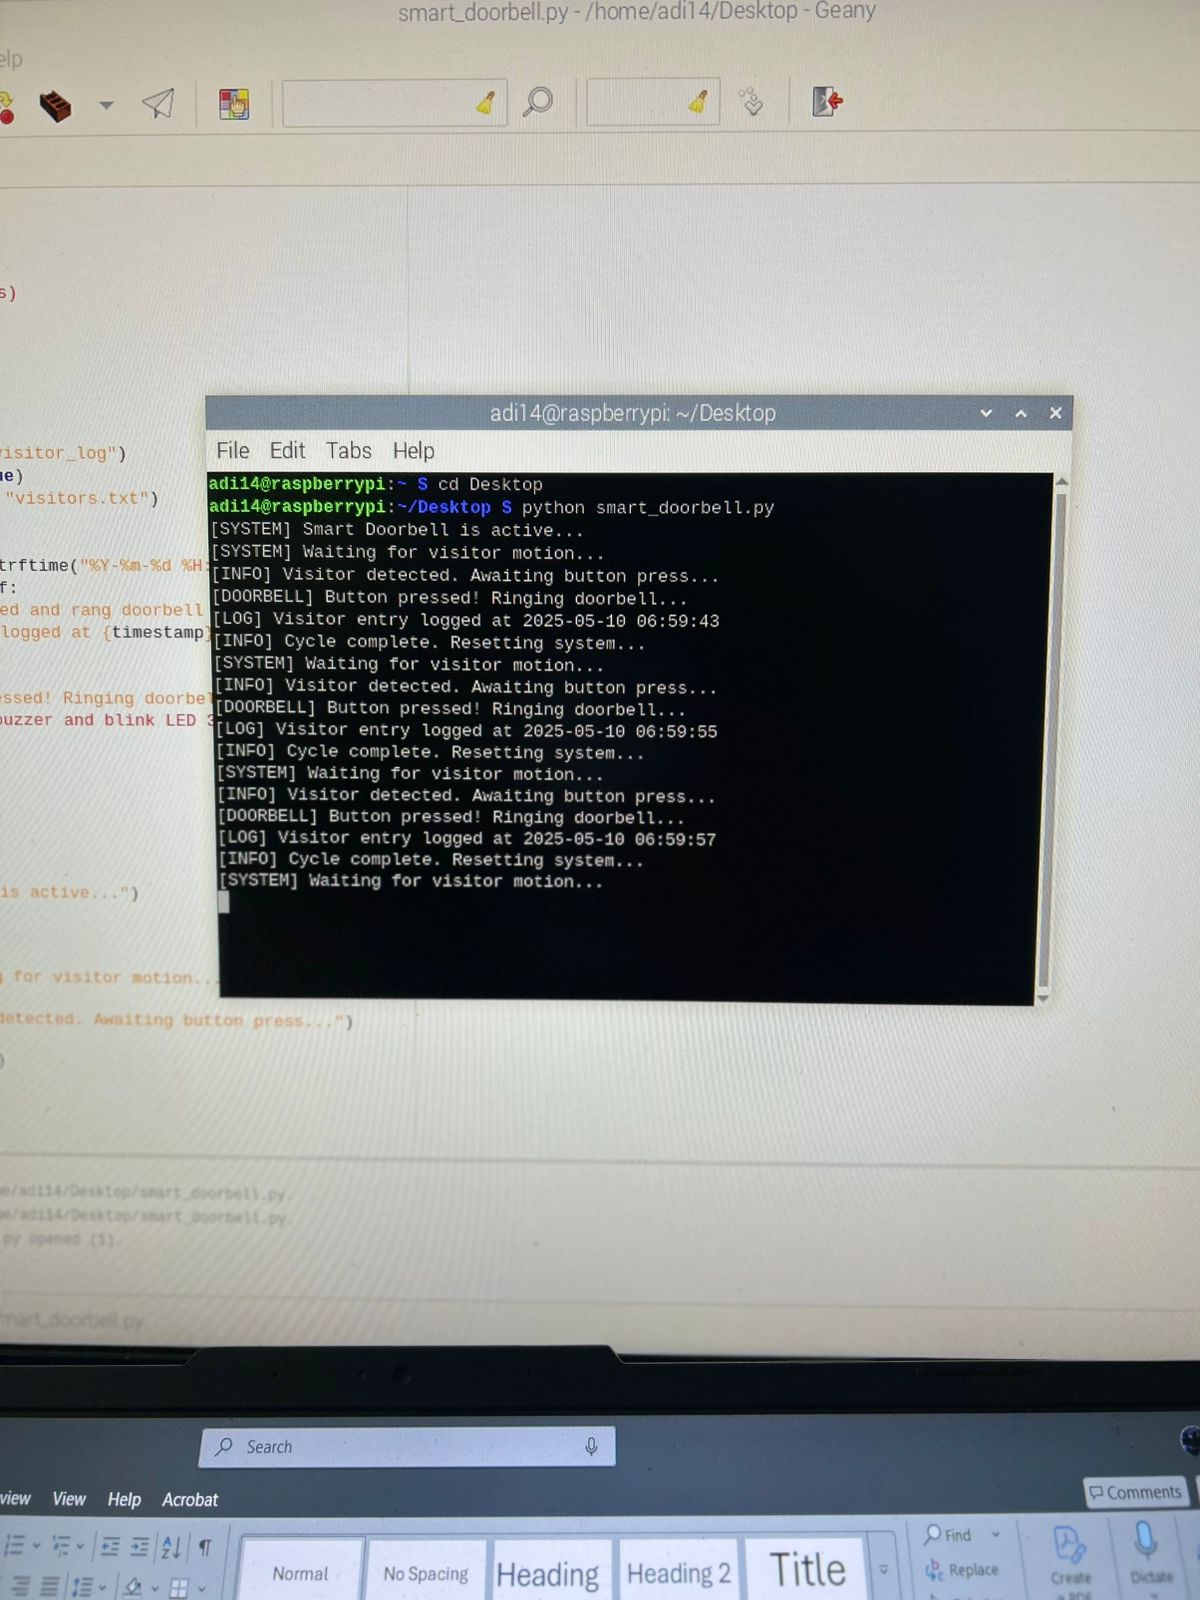 smart_doorbell.py - /home/adi14/Desktop - Geany
elp
s)
visitor_log")
ue)
"visitors.txt")
trftime("%Y-%m-%d %H:
f:
ed and rang doorbell
logged at {timestamp}
essed! Ringing doorbel
buzzer and blink LED 3
is active...")
g for visitor motion..
detected. Awaiting button press...")
)
adi14@raspberrypi: ~/Desktop
File Edit Tabs Help
adi14@raspberrypi:~ $ cd Desktop
adi14@raspberrypi:~/Desktop $ python smart_doorbell.py
[SYSTEM] Smart Doorbell is active...
[SYSTEM] Waiting for visitor motion...
[INFO] Visitor detected. Awaiting button press...
[DOORBELL] Button pressed! Ringing doorbell...
[LOG] Visitor entry logged at 2025-05-10 06:59:43
[INFO] Cycle complete. Resetting system...
[SYSTEM] Waiting for visitor motion...
[INFO] Visitor detected. Awaiting button press...
[DOORBELL] Button pressed! Ringing doorbell...
[LOG] Visitor entry logged at 2025-05-10 06:59:55
[INFO] Cycle complete. Resetting system...
[SYSTEM] Waiting for visitor motion...
[INFO] Visitor detected. Awaiting button press...
[DOORBELL] Button pressed! Ringing doorbell...
[LOG] Visitor entry logged at 2025-05-10 06:59:57
[INFO] Cycle complete. Resetting system...
[SYSTEM] Waiting for visitor motion...
me/adi14/Desktop/smart_doorbell.py.
me/adi14/Desktop/smart_doorbell.py.
.py opened (1).
smart_doorbell.py
Search
view View Help Acrobat
Comments
Normal No Spacing Heading Heading 2 Title
Find
Replace
Create
Dictate